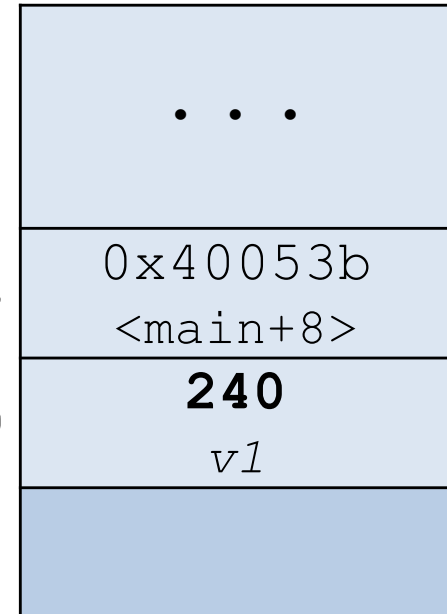 . . .
0x40053b
<main+8>
240
v1